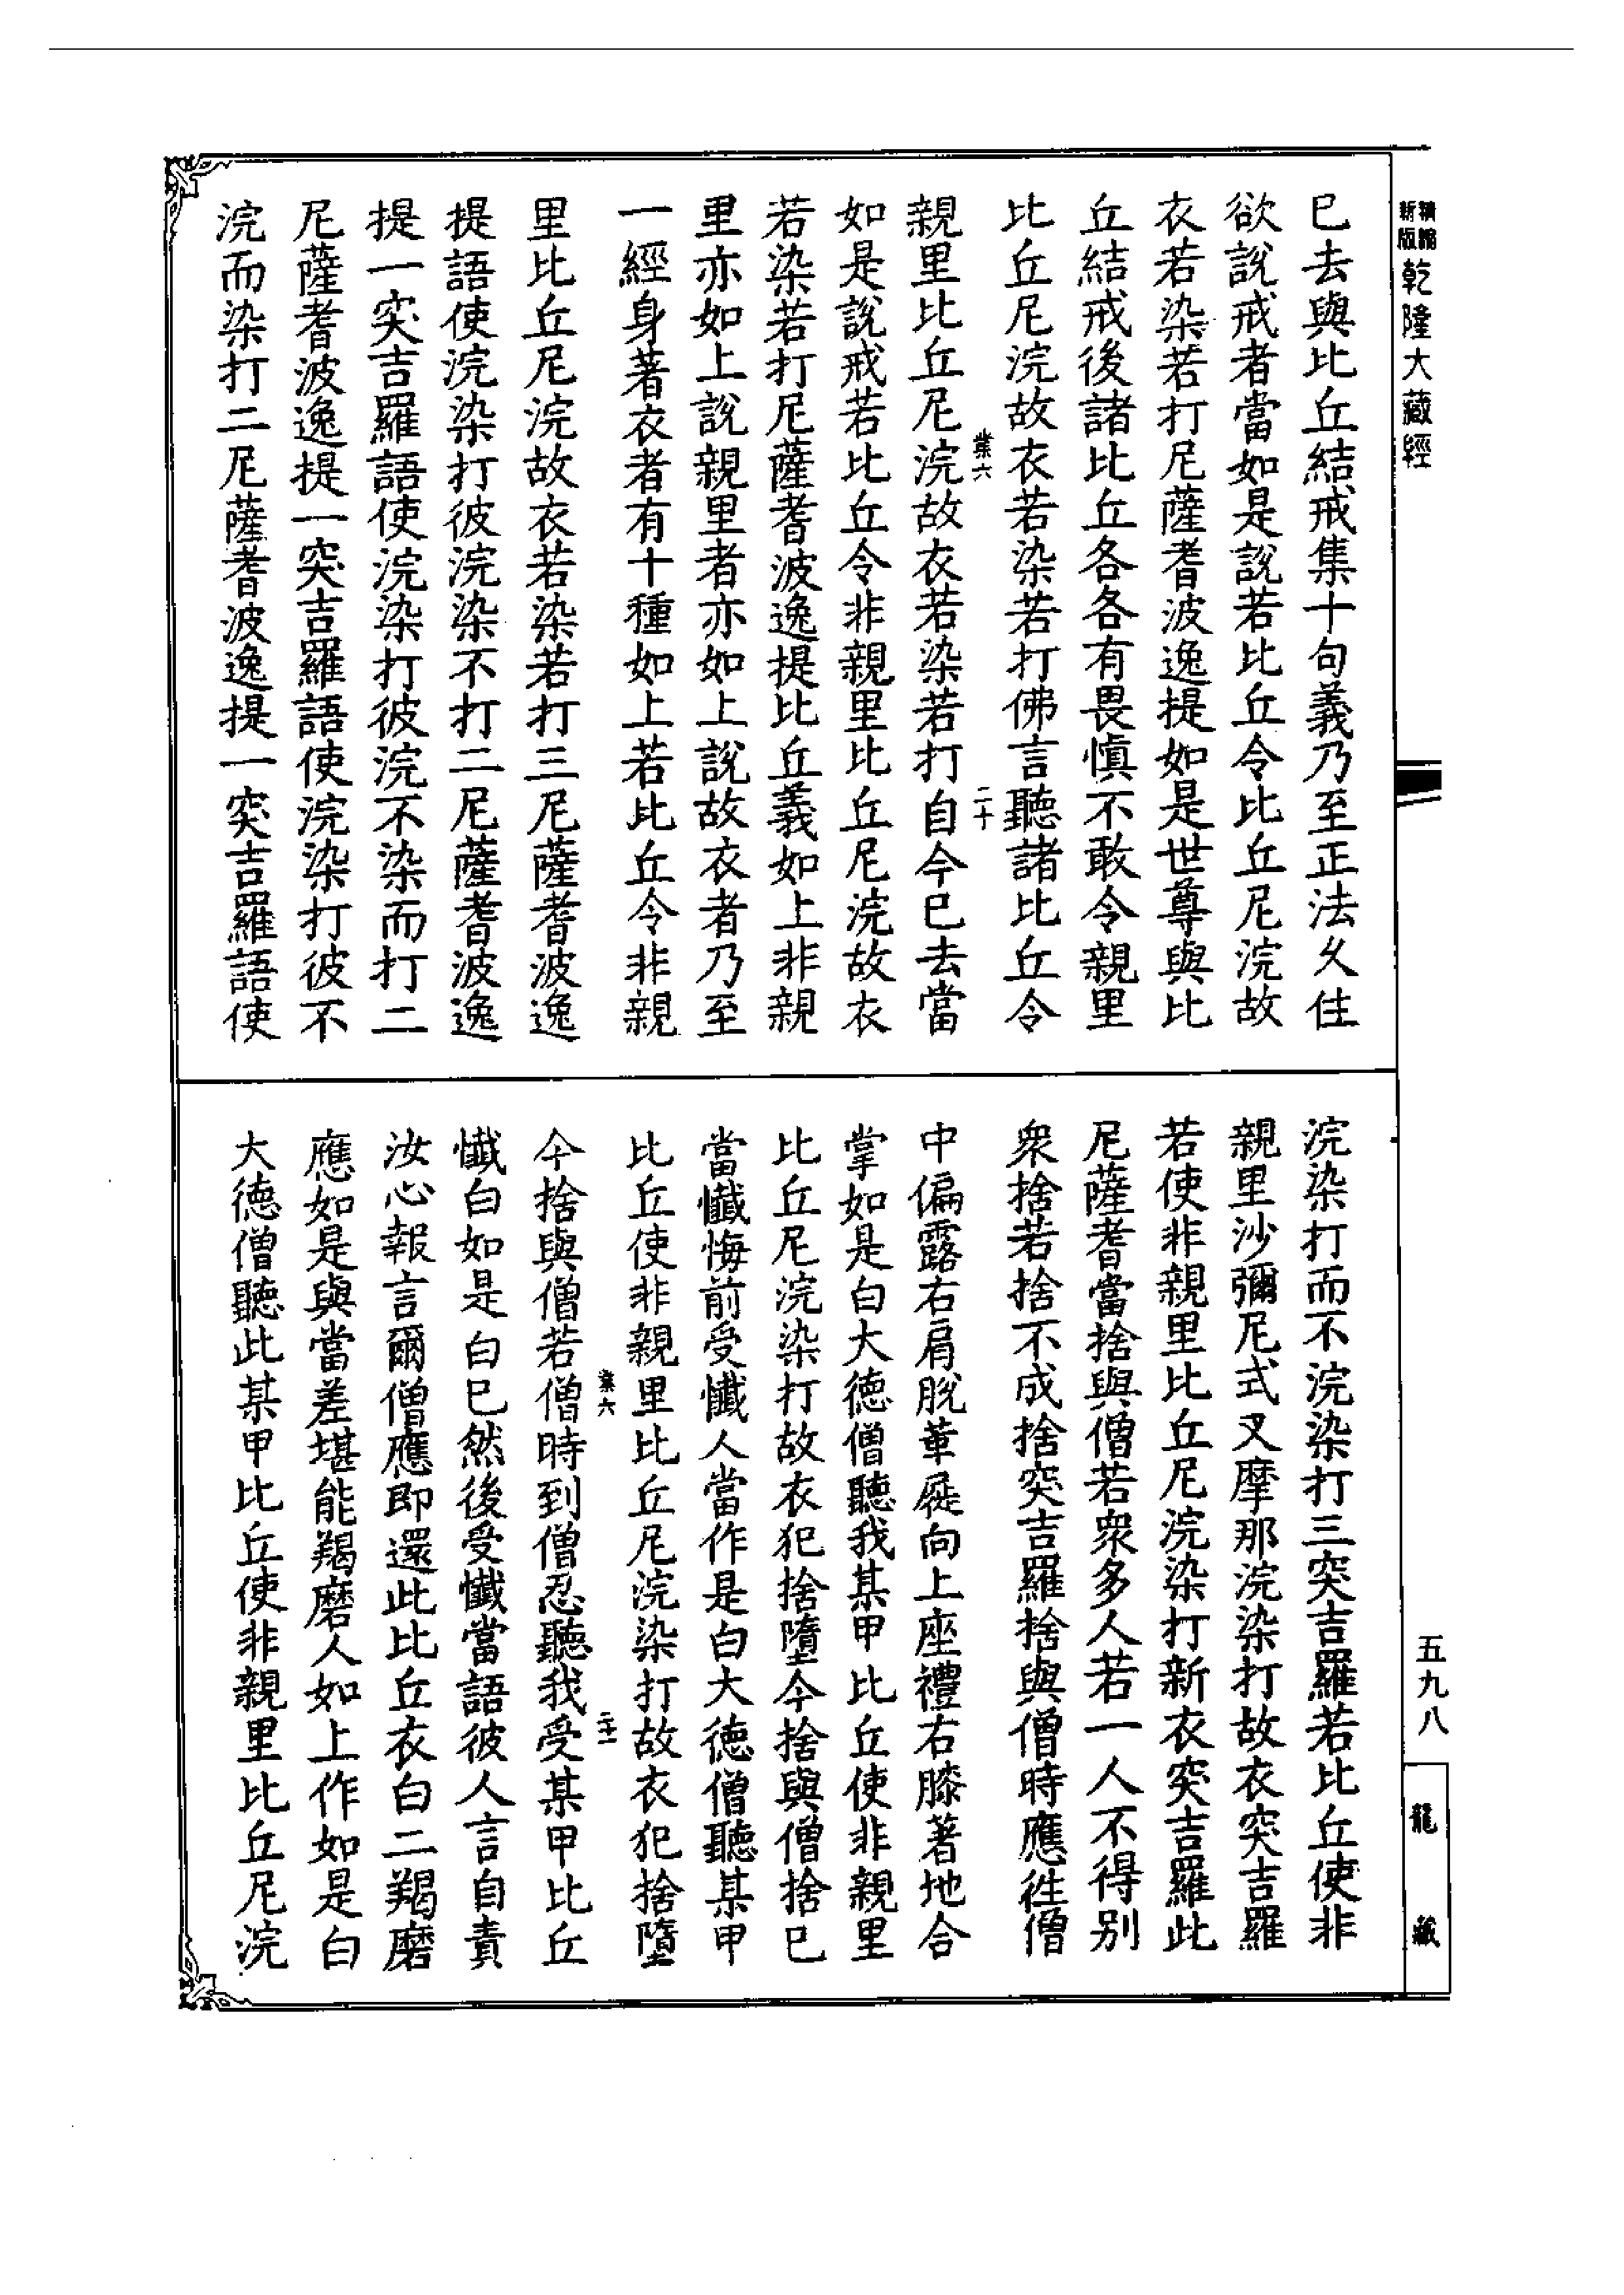 精縮
新版
乾隆大藏經
已去與比丘結戒集十句義乃至正法久住
欲說戒者當如是說若比丘令比丘尼浣故
衣若染若打尼薩耆波逸提如是世尊與比
丘結戒後諸比丘各各有畏慎不敢令親里
比丘尼浣故衣若染若打佛言聽諸比丘令
業六
二十
親里比丘尼浣故衣若染若打自今已去當
如是說戒若比丘令非親里比丘尼浣故衣
若染若打尼薩耆波逸提比丘義如上非親
里亦如上說親里者亦如上說故衣者乃至
一經身著衣者有十種如上若比丘令非親
里比丘尼浣故衣若染若打三尼薩耆波逸
提語使浣染打彼浣染不打二尼薩耆波逸
提一突吉羅語使浣染打彼浣不染而打二
尼薩耆波逸提一突吉羅語使浣染打彼不
浣而染打二尼薩耆波逸提一突吉羅語使
浣染打而不浣染打三突吉羅若比丘使非
親里沙彌尼式叉摩那浣染打故衣突吉羅
若使非親里比丘尼浣染打新衣突吉羅此
尼薩耆當捨與僧若眾多人若一人不得別
眾捨若捨不成捨突吉羅捨與僧時應往僧
中偏露右肩脫革屣向上座禮右膝著地合
掌如是白大德僧聽我某甲比丘使非親里
比丘尼浣染打故衣犯捨墮今捨與僧捨已
當懺悔前受懺人當作是白大德僧聽某甲
比丘使非親里比丘尼浣染打故衣犯捨墮
業六
二十一
今捨與僧若僧時到僧忍聽我受某甲比丘
懺白如是白已然後受懺當語彼人言自責
汝心報言爾僧應即還此比丘衣白二羯磨
應如是與當差堪能羯磨人如上作如是白
大德僧聽此某甲比丘使非親里比丘尼浣
五九八
龍藏